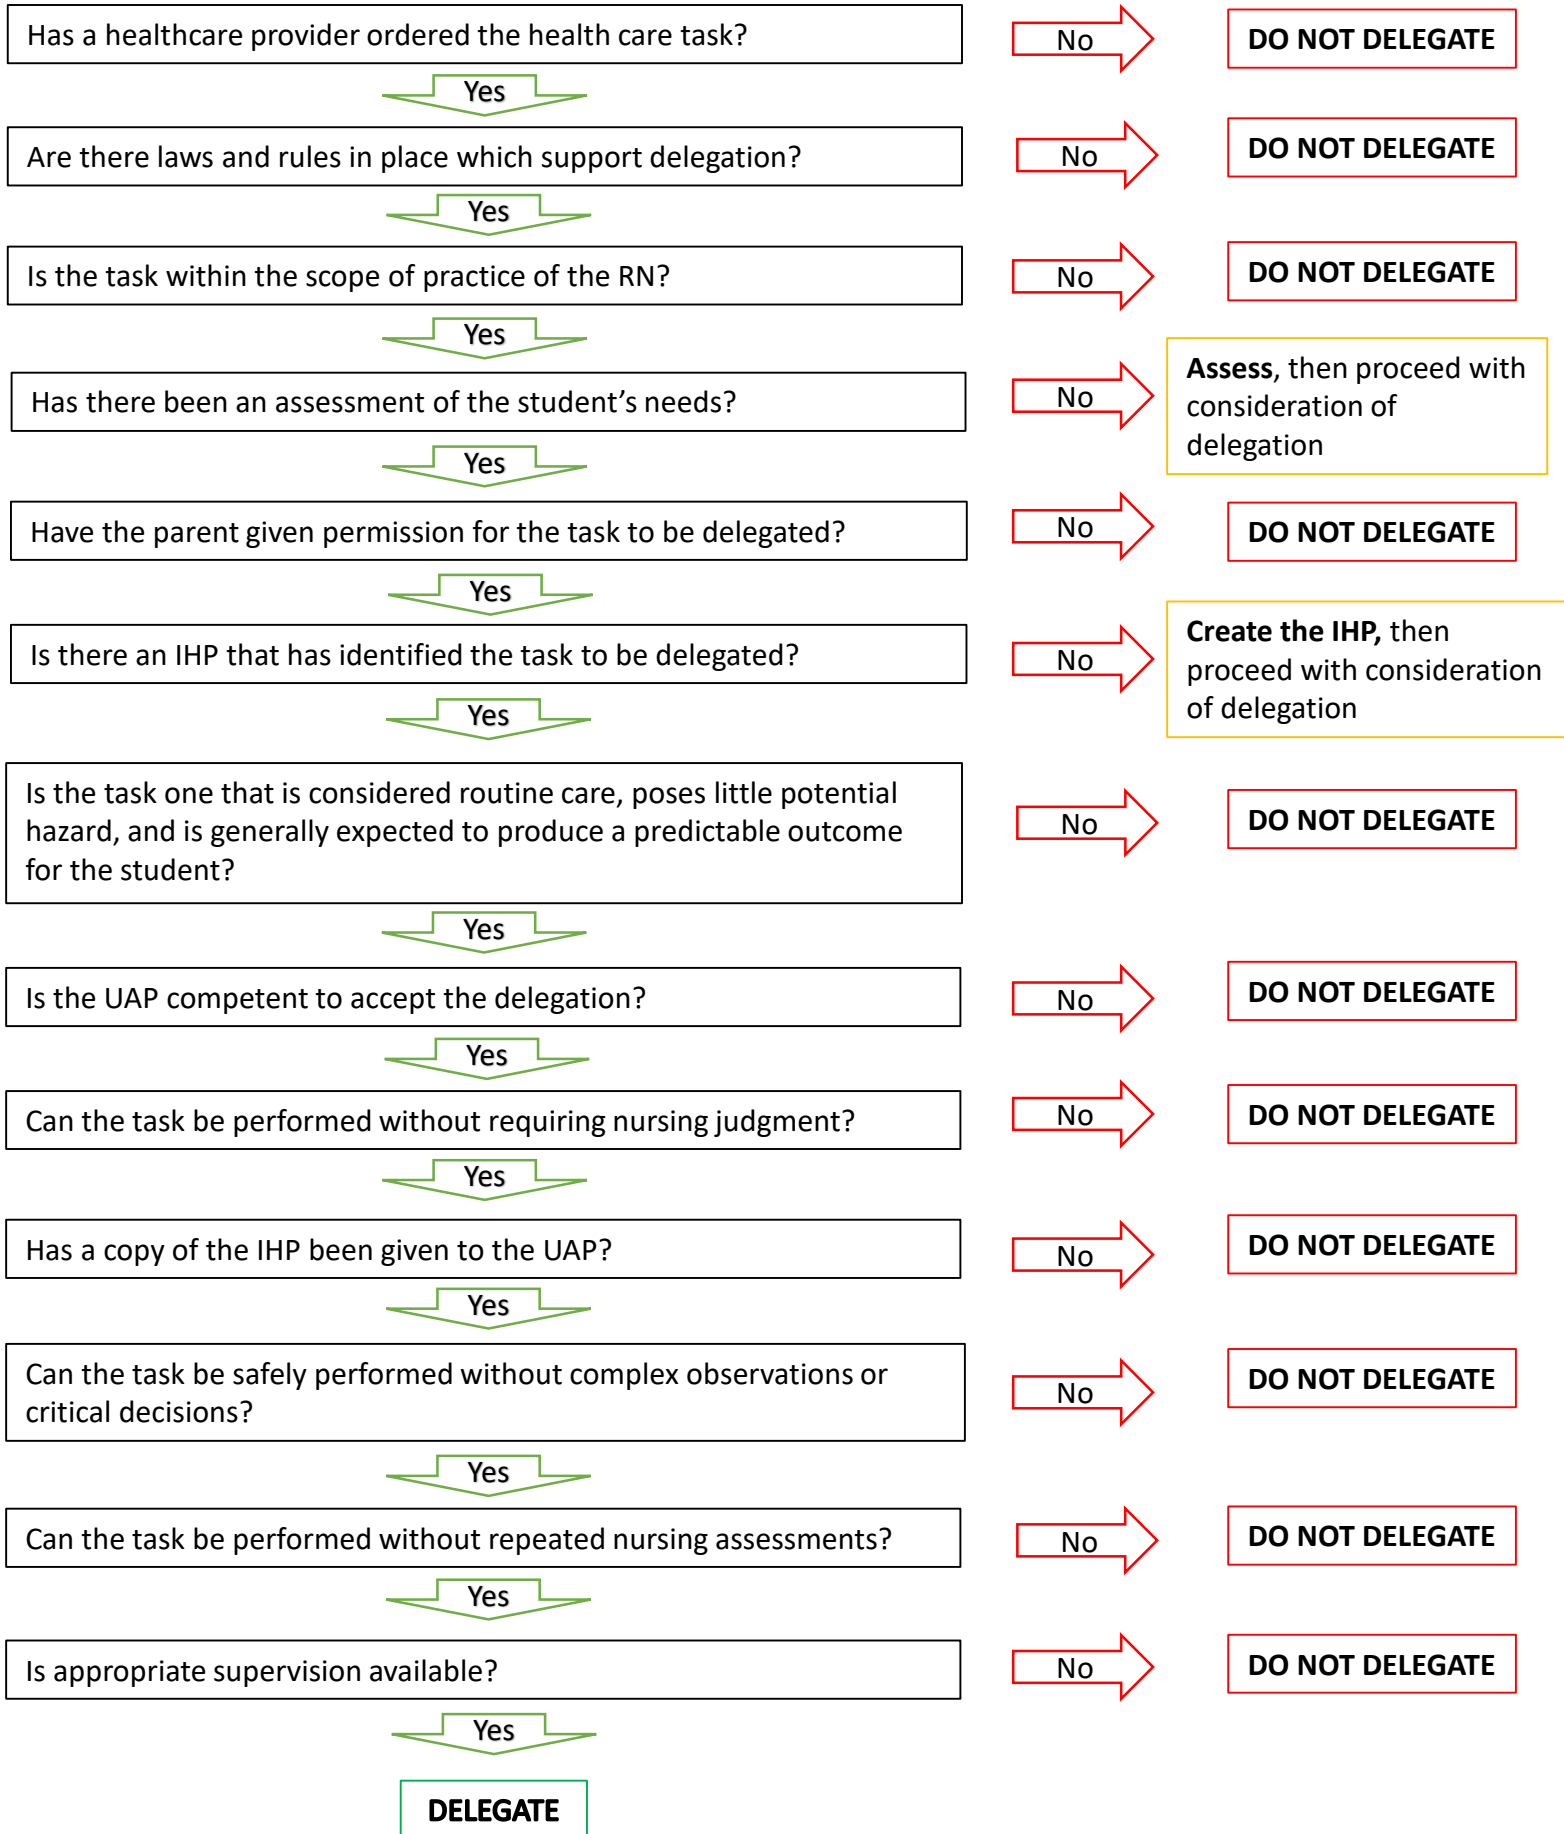 Has a healthcare provider ordered the health care task?
No
DO NOT DELEGATE
Yes
Are there laws and rules in place which support delegation?
No
DO NOT DELEGATE
Yes
Is the task within the scope of practice of the RN?
No
DO NOT DELEGATE
Yes
Has there been an assessment of the student’s needs?
No
Assess, then proceed with
consideration of
delegation
Yes
Have the parent given permission for the task to be delegated?
No
DO NOT DELEGATE
Yes
Is there an IHP that has identified the task to be delegated?
No
Create the IHP, then
proceed with consideration
of delegation
Yes
Is the task one that is considered routine care, poses little potential
hazard, and is generally expected to produce a predictable outcome
for the student?
No
DO NOT DELEGATE
Yes
Is the UAP competent to accept the delegation?
No
DO NOT DELEGATE
Yes
Can the task be performed without requiring nursing judgment?
No
DO NOT DELEGATE
Yes
Has a copy of the IHP been given to the UAP?
No
DO NOT DELEGATE
Yes
Can the task be safely performed without complex observations or
critical decisions?
No
DO NOT DELEGATE
Yes
Can the task be performed without repeated nursing assessments?
No
DO NOT DELEGATE
Yes
Is appropriate supervision available?
No
DO NOT DELEGATE
Yes
DELEGATE